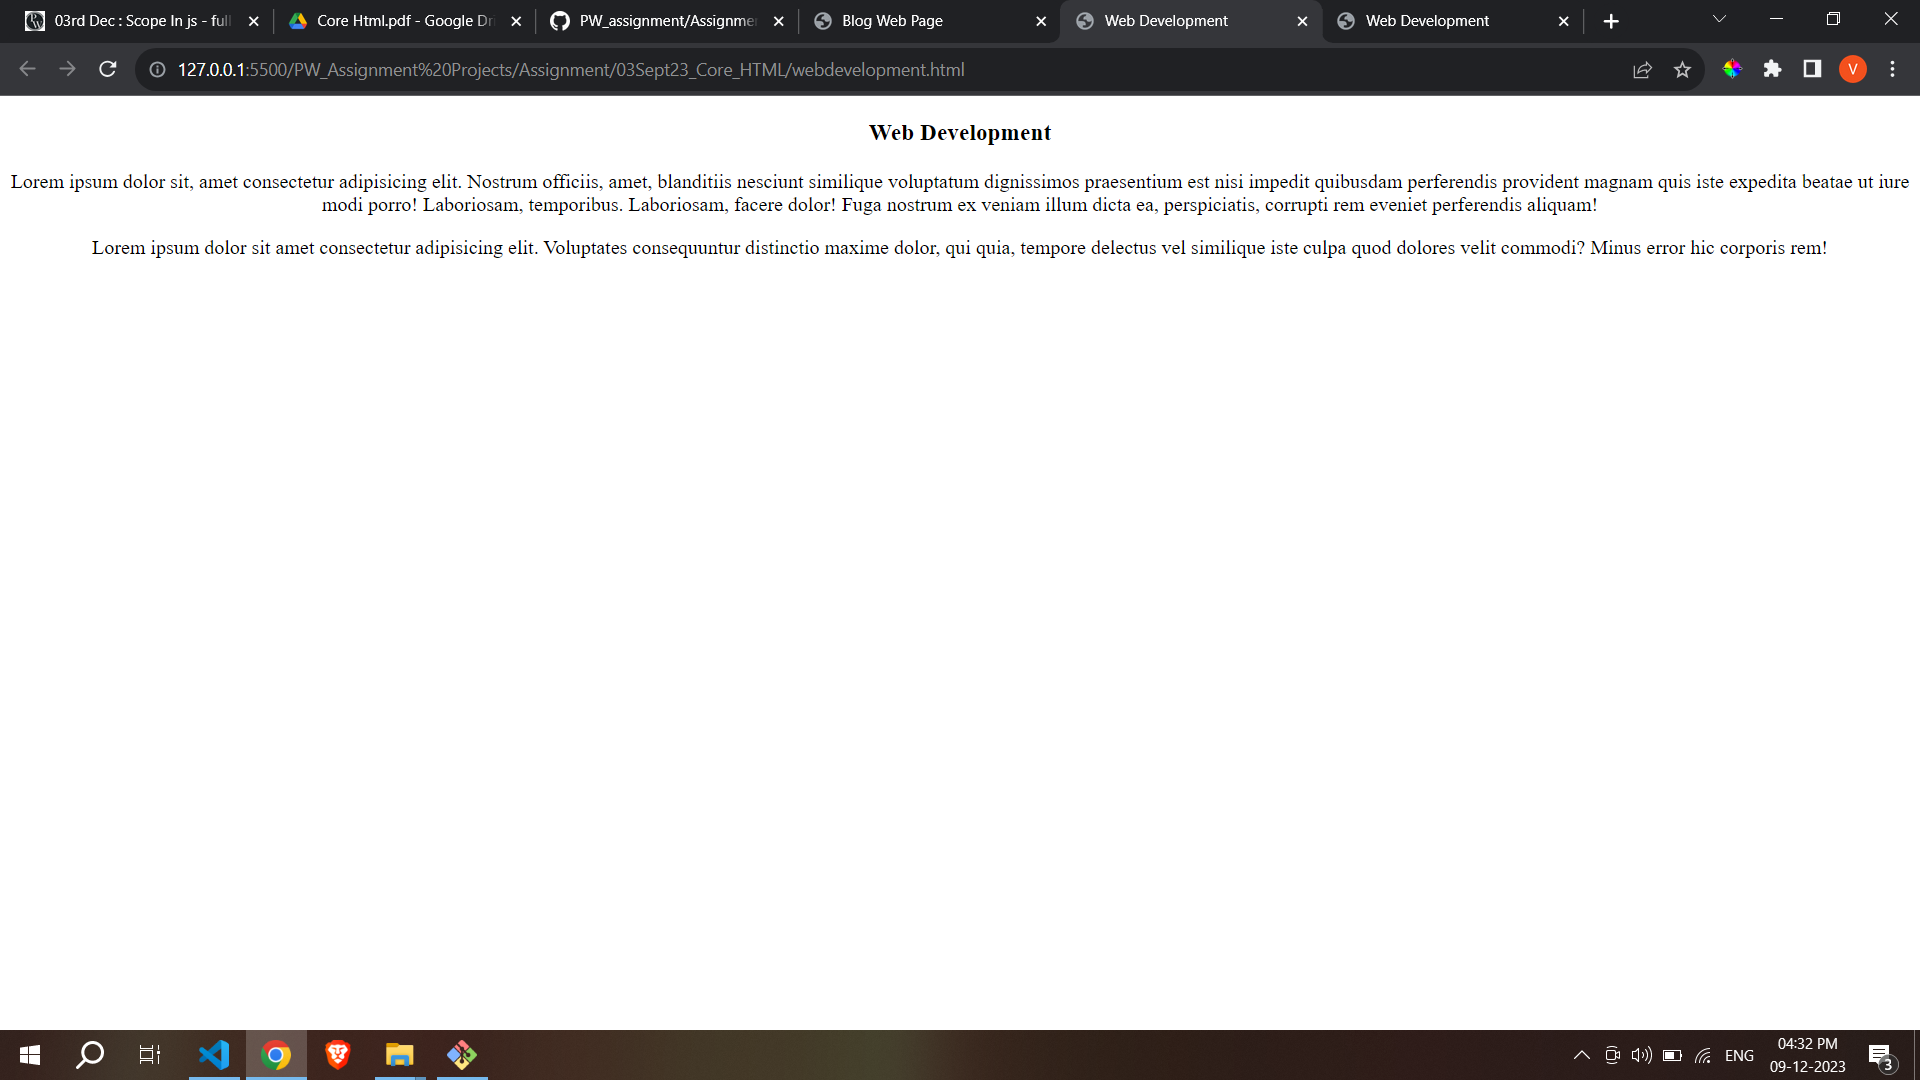 03rd Dec : Scope In js - full
Core Html.pdf - Google Dri
PW_assignment/Assignmen
Blog Web Page
Web Development
Web Development
127.0.0.1:5500/PW_Assignment%20Projects/Assignment/03Sept23_Core_HTML/webdevelopment.html
V
Web Development
Lorem ipsum dolor sit, amet consectetur adipisicing elit. Nostrum officiis, amet, blanditiis nesciunt similique voluptatum dignissimos praesentium est nisi impedit quibusdam perferendis provident magnam quis iste expedita beatae ut iure
modi porro! Laboriosam, temporibus. Laboriosam, facere dolor! Fuga nostrum ex veniam illum dicta ea, perspiciatis, corrupti rem eveniet perferendis aliquam!
Lorem ipsum dolor sit amet consectetur adipisicing elit. Voluptates consequuntur distinctio maxime dolor, qui quia, tempore delectus vel similique iste culpa quod dolores velit commodi? Minus error hic corporis rem!
ENG
04:32 PM
09-12-2023
3